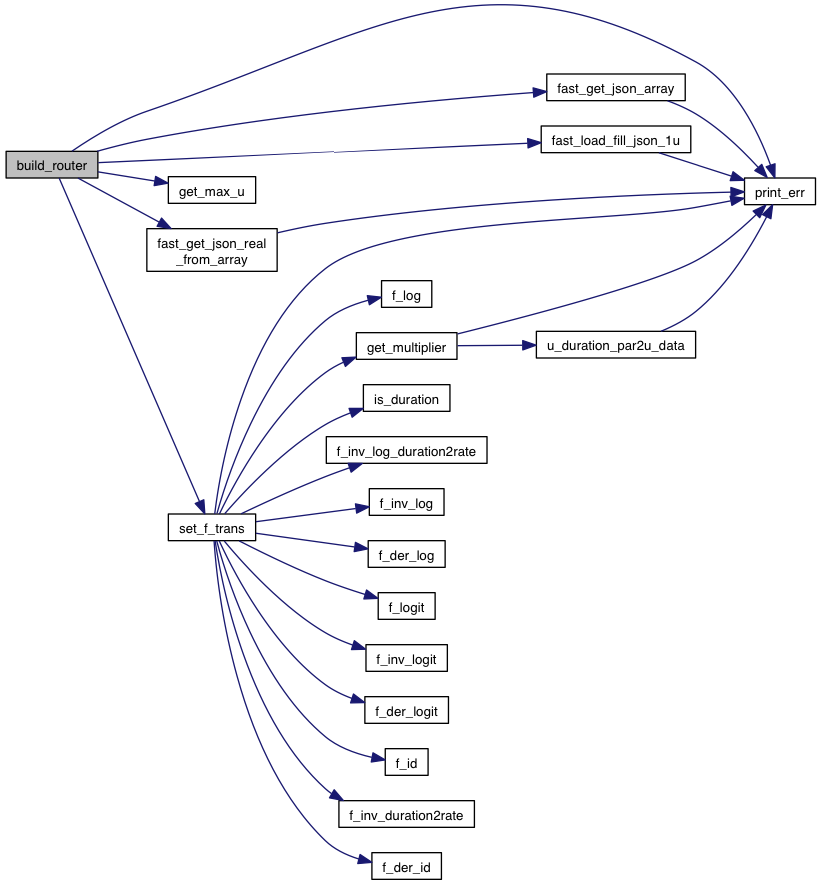 build_router
fast_get_json_array
fast_load_fill_json_1u
print_err
get_max_u
fast_get_json_real
_from_array
f_log
get_multiplier
u_duration_par2u_data
is_duration
f_inv_log_duration2rate
f_inv_log
set_f_trans
f_der_log
f_logit
f_inv_logit
f_der_logit
f_id
f_inv_duration2rate
f_der_id